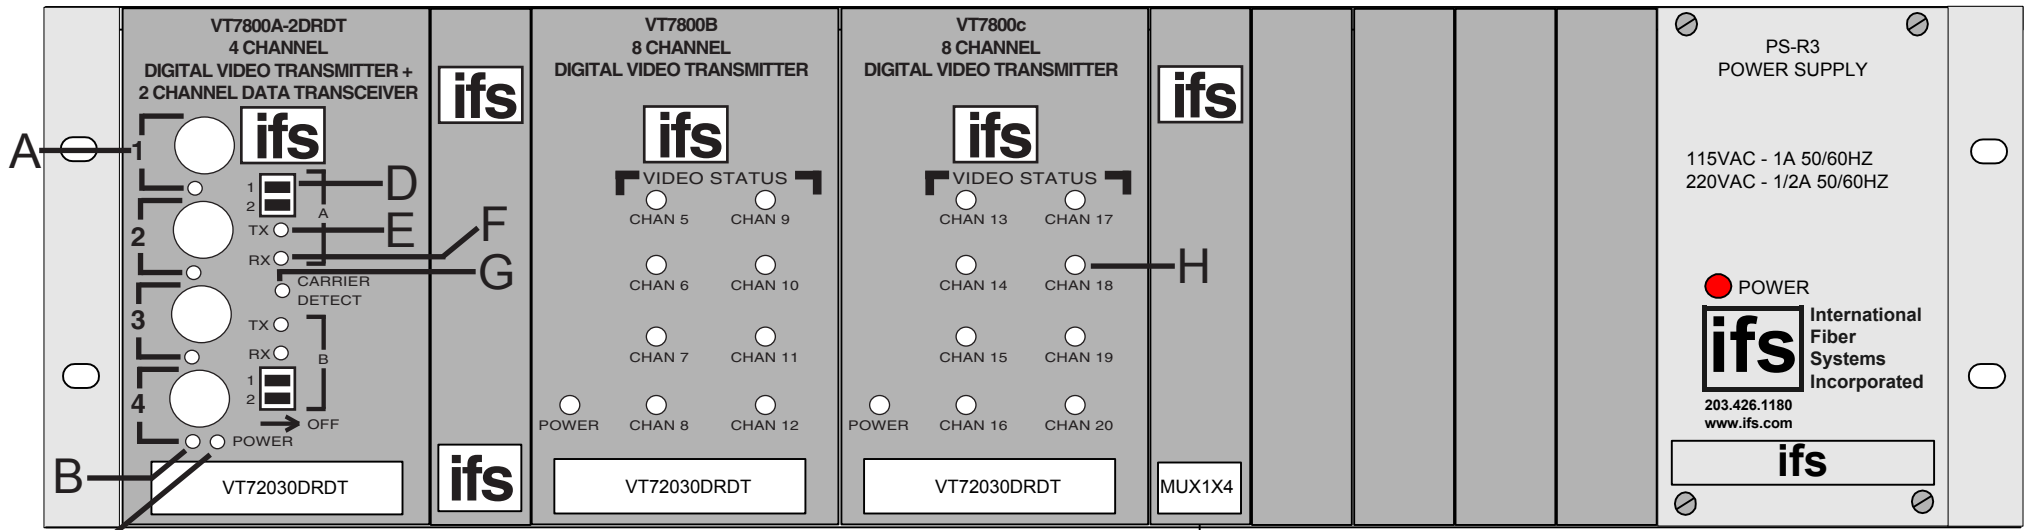 VT7800A-2DRDT
4 CHANNEL
DIGITAL VIDEO TRANSMITTER +
2 CHANNEL DATA TRANSCEIVER
ifs
A
1
1
2
D
A
2
TX
E
RX
F
G
CARRIER
DETECT
3
TX
RX
B
1
2
4
OFF
POWER
B
VT72030DRDT
ifs
ifs
VT7800B
8 CHANNEL
DIGITAL VIDEO TRANSMITTER
ifs
VIDEO STATUS
CHAN 5 CHAN 9
CHAN 6 CHAN 10
CHAN 7 CHAN 11
POWER CHAN 8 CHAN 12
VT72030DRDT
VT7800c
8 CHANNEL
DIGITAL VIDEO TRANSMITTER
ifs
VIDEO STATUS
CHAN 13 CHAN 17
CHAN 14 CHAN 18
H
CHAN 15 CHAN 19
POWER CHAN 16 CHAN 20
VT72030DRDT
ifs
MUX1X4
PS-R3
POWER SUPPLY
115VAC - 1A 50/60HZ
220VAC - 1/2A 50/60HZ
POWER
ifs
International
Fiber
Systems
Incorporated
203.426.1180
www.ifs.com
ifs